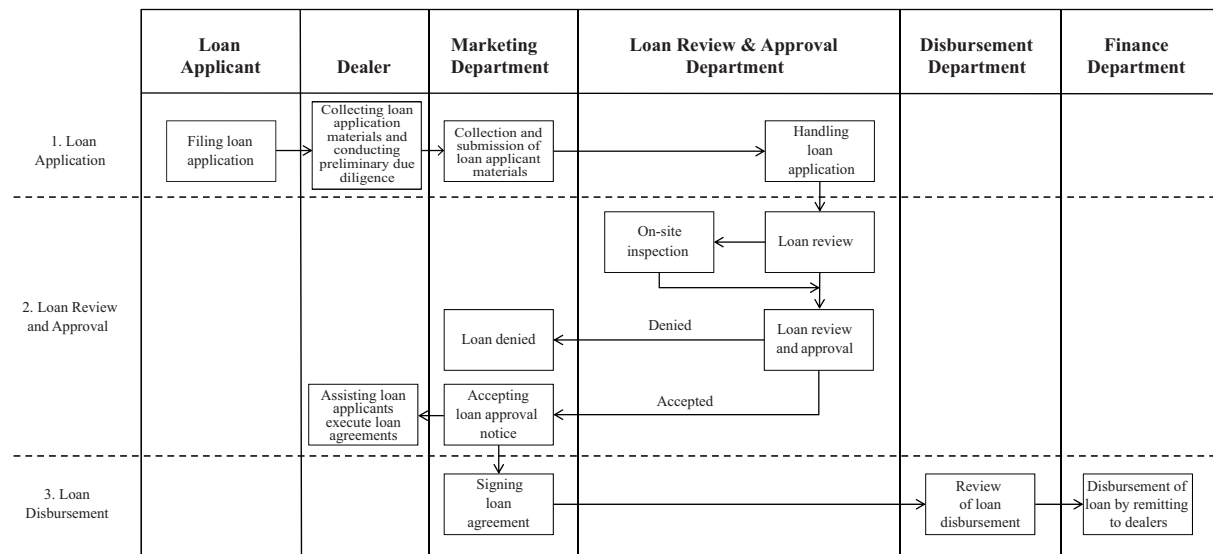 Loan
Applicant
Dealer
Marketing
Department
Loan Review & Approval
Department
Disbursement
Department
Finance
Department
1. Loan
Application
Filing loan
application
Collecting loan
application
materials and
conducting
preliminary due
diligence
Collection and
submission of
loan applicant
materials
Handling
loan
application
2. Loan Review
and Approval
On-site
inspection
Loan review
Loan denied
Denied
Loan review
and approval
Assisting loan
applicants
execute loan
agreements
Accepting
loan approval
notice
Accepted
3. Loan
Disbursement
Signing
loan
agreement
Review
of loan
disbursement
Disbursement of
loan by remitting
to dealers